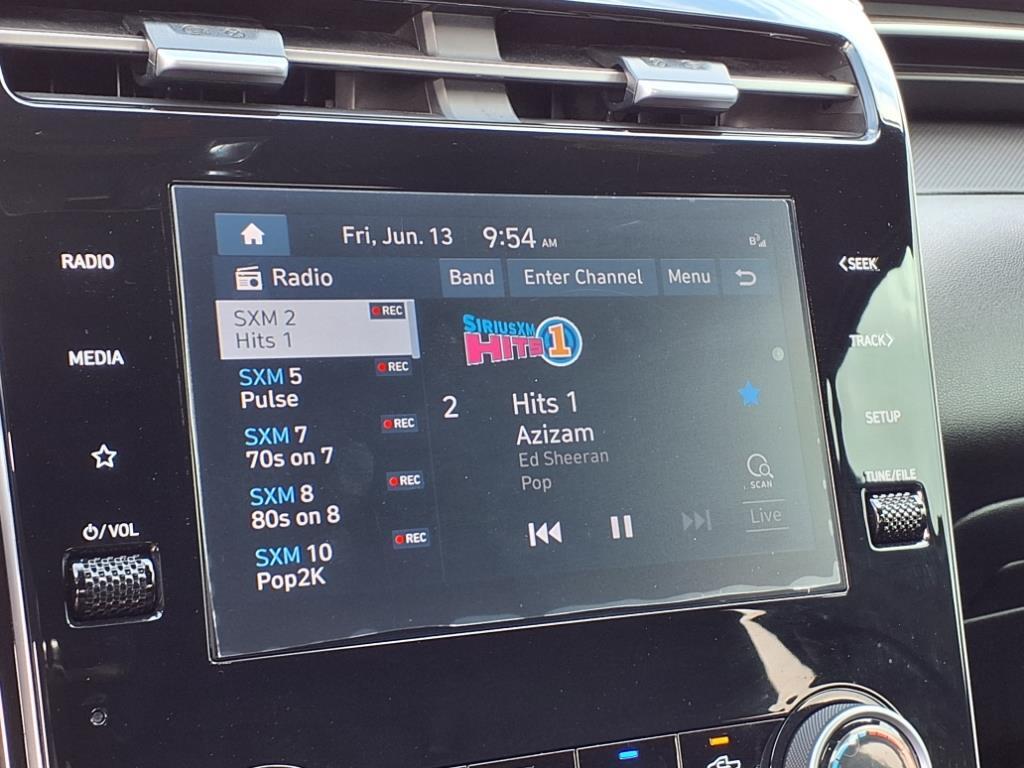 Fri, Jun. 13 9:54 AM
RADIO
Radio Band Enter Channel Menu
SEEK
SXM 2 REC
Hits 1
SIRIUSXM
HITS 1
MEDIA
SXM 5 REC
Pulse
TRACK
2 Hits 1
Azizam
Ed Sheeran
Pop
SETUP
SXM 7 REC
70s on 7
SCAN
SXM 8 REC
80s on 8
Live
TUNE/FILE
/VOL
SXM 10 REC
Pop2K